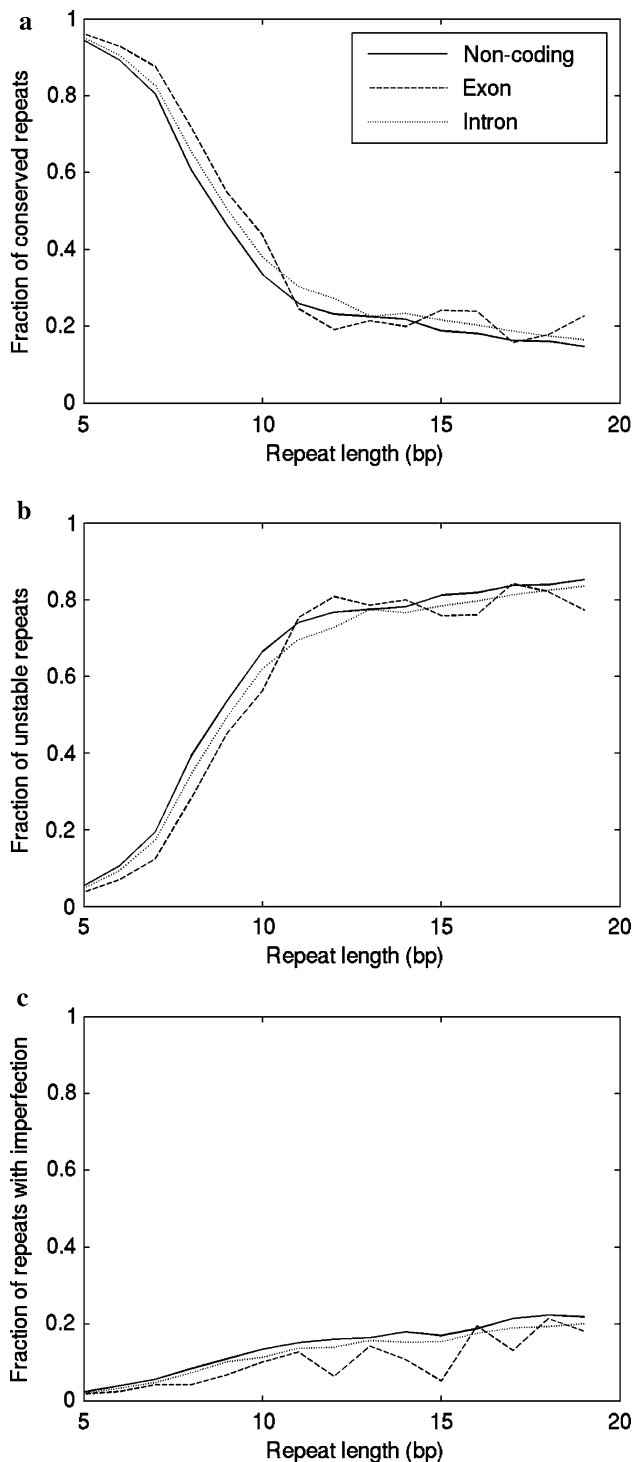 a
1
0.8
0.6
0.4
0.2
0
Fraction of conserved repeats
Non-coding
Exon
Intron
5
10
15
20
Repeat length (bp)
b
1
0.8
0.6
0.4
0.2
0
Fraction of unstable repeats
5
10
15
20
Repeat length (bp)
c
1
0.8
0.6
0.4
0.2
0
Fraction of repeats with imperfection
5
10
15
20
Repeat length (bp)